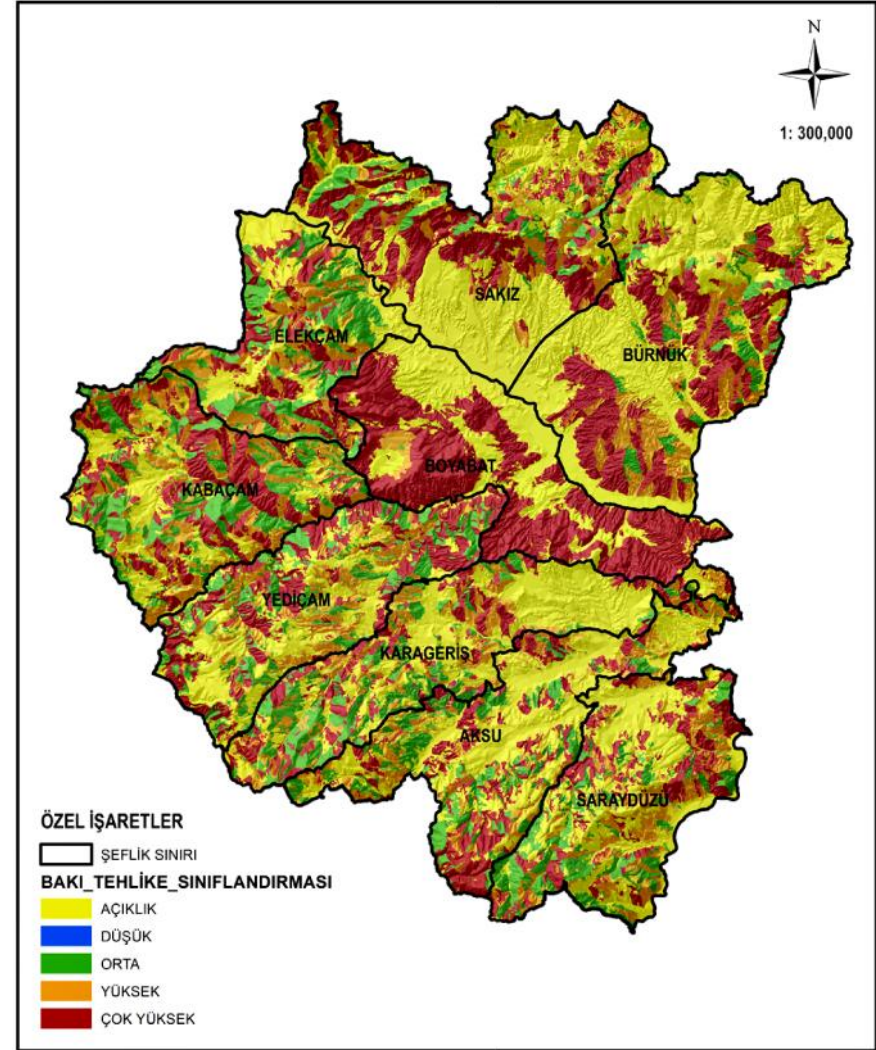 N
1: 300,000
SAKIZ
ELEKÇAM
BÜRNÜK
BOYABAT
KABAÇAM
YEDİÇAM
KARAGERİŞ
AKSU
SARAYDÜZÜ
ÖZEL İŞARETLER
ŞEFLİK SINIRI
BAKI_TEHLİKE_SINIFLANDIRMASI
AÇIKLIK
DÜŞÜK
ORTA
YÜKSEK
ÇOK YÜKSEK